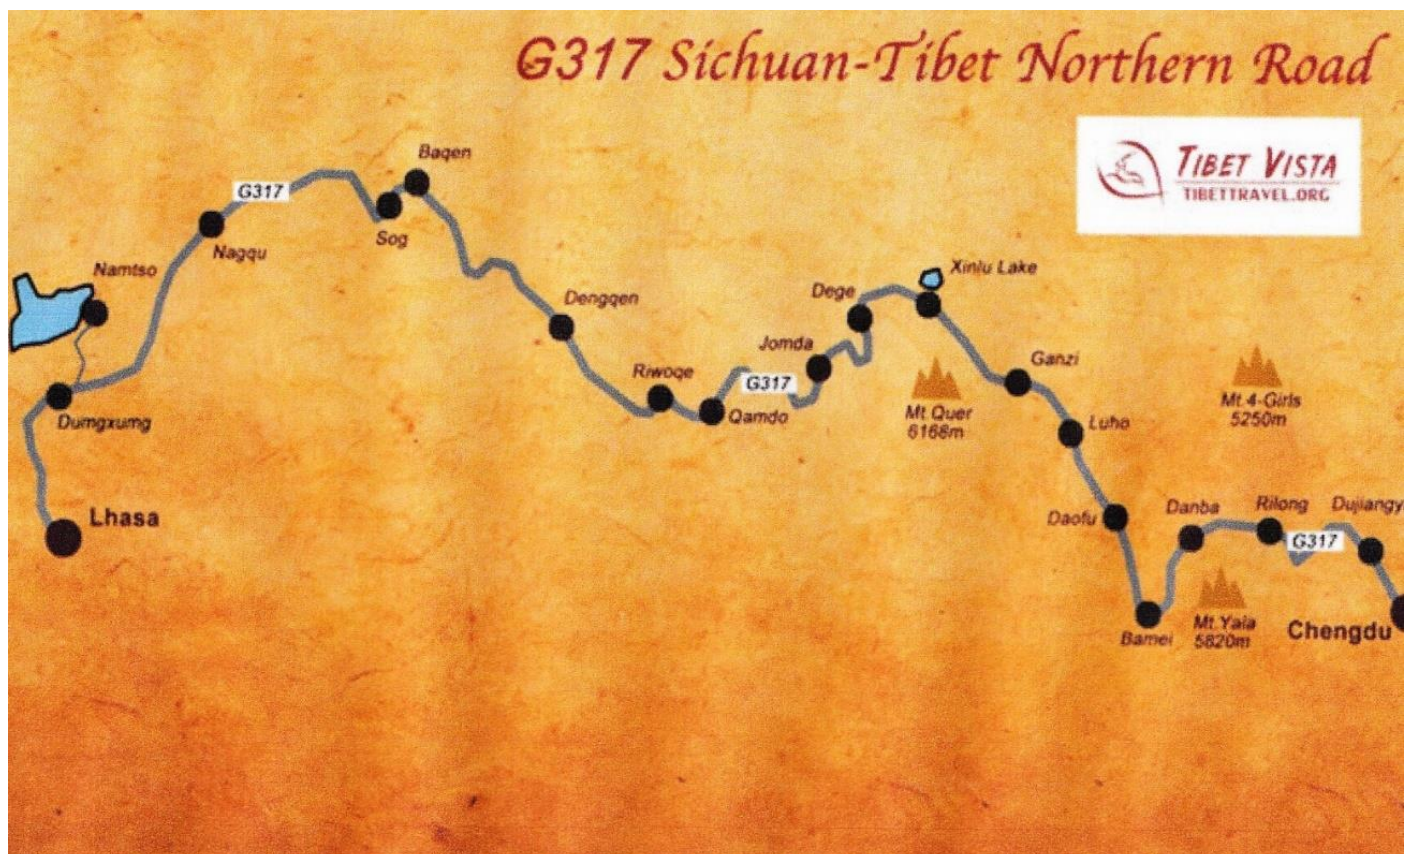 G317 Sichuan-Tibet Northern Road
TIBET VISTA
TIBETTRAVEL.ORG
Baqen
G317
Sog
Nagqu
Namtso
Xinlu Lake
Dege
Dengqen
Jomda
Ganzi
Riwoqe
G317
Mt.Quer
6168m
Mt.4-Girls
5250m
Qamdo
Dumgxumg
Luho
Lhasa
Daofu
Danba
Rilong
Dujiangy
G317
Bamei
Mt.Yala
5820m
Chengdu